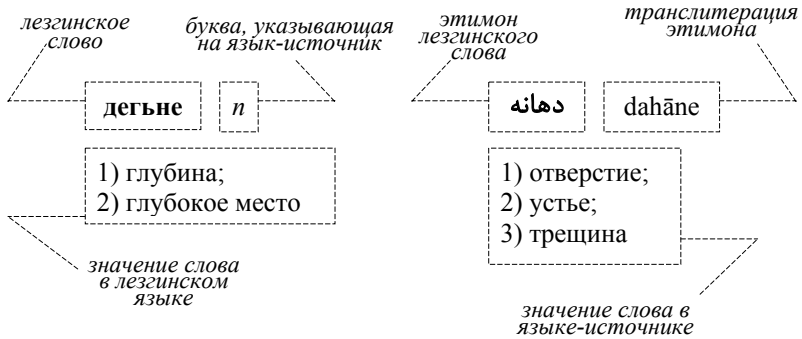 лезгинское
слово
буква, указывающая
на язык-источник
этимон
лезгинского
слова
транслитерация
этимона
дегьне
п
دهانه
dahāne
1) глубина;
2) глубокое место
1) отверстие;
2) устье;
3) трещина
значение слова
в лезгинском
языке
значение слова в
языке-источнике